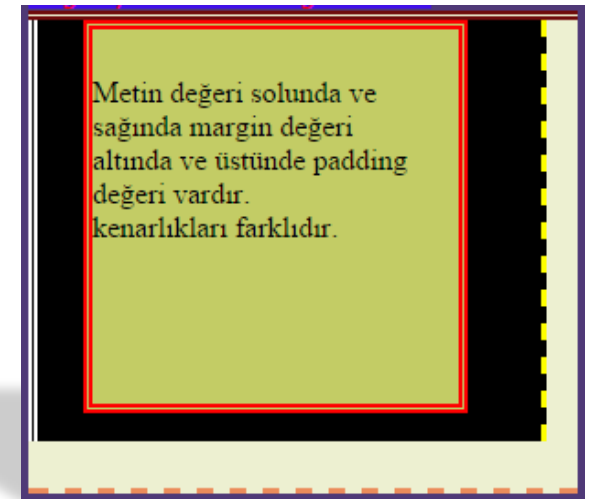 Metin değeri solunda ve
sağında margin değeri
altında ve üstünde padding
değeri vardır.
kenarlıkları farklıdır.